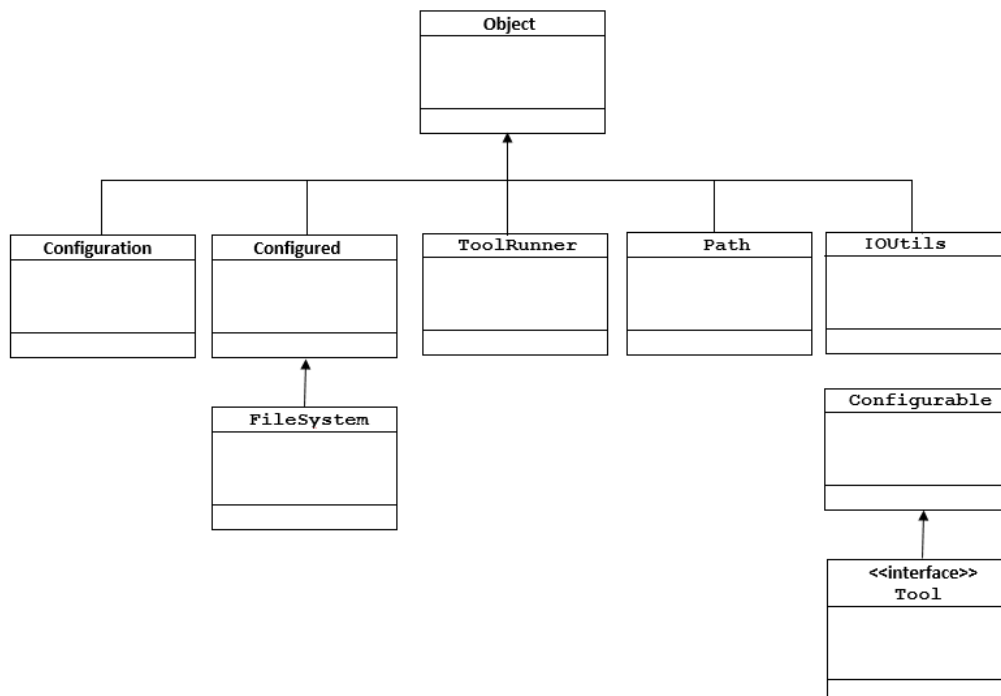 Object
Configuration
Configured
ToolRunner
Path
IOUtils
FileSystem
Configurable
<<interface>>
Tool